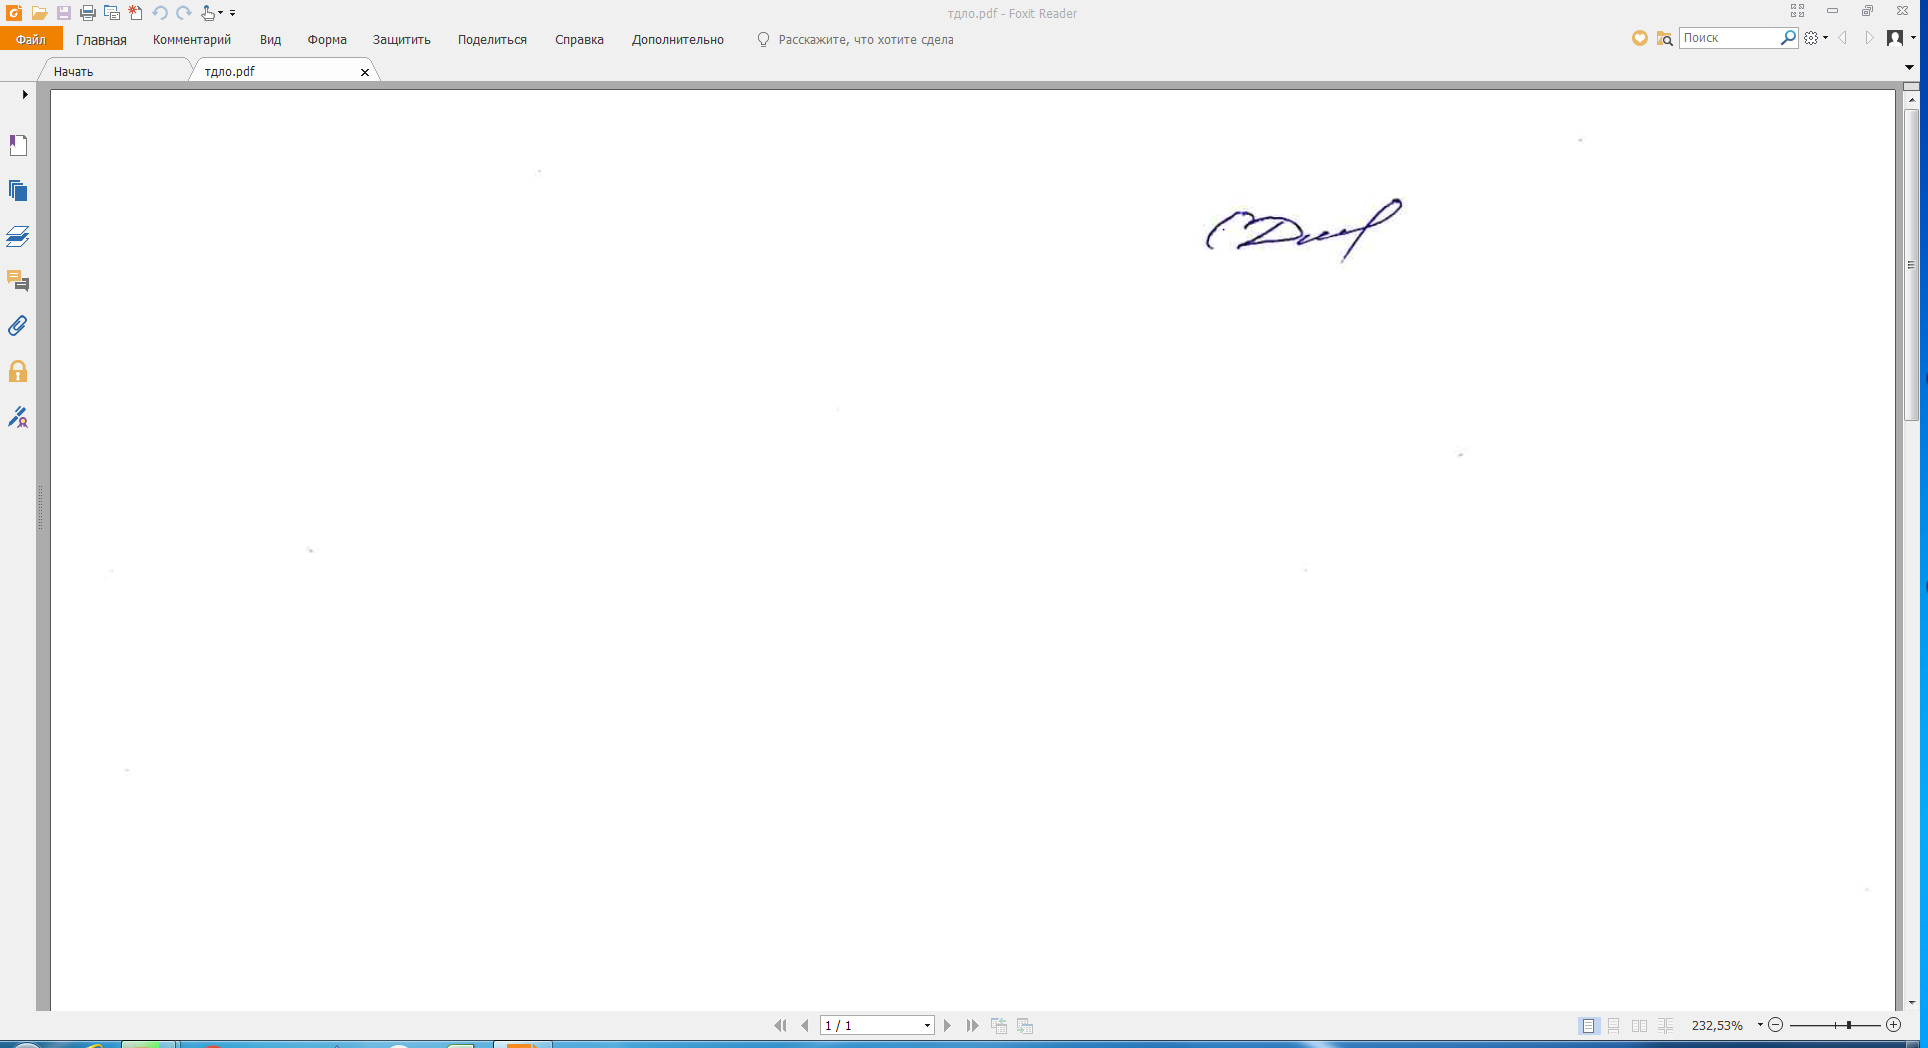 тдло.pdf - Foxit Reader
Файл Главная Комментарий Вид Форма Защитить Поделиться Справка Дополнительно Расскажите, что хотите сдела Поиск
Начать тдло.pdf
1 / 1 232,53%